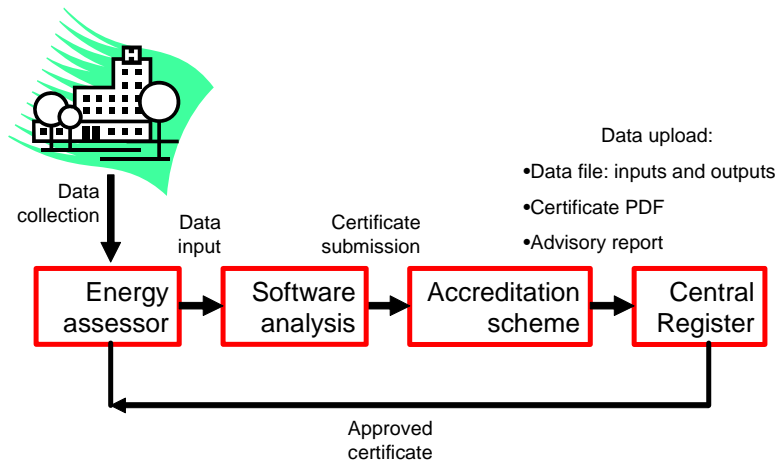 Data upload:
•Data file: inputs and outputs
•Certificate PDF
•Advisory report
Data
collection
Data
input
Certificate
submission
Energy
assessor
Software
analysis
Accreditation
scheme
Central
Register
Approved
certificate